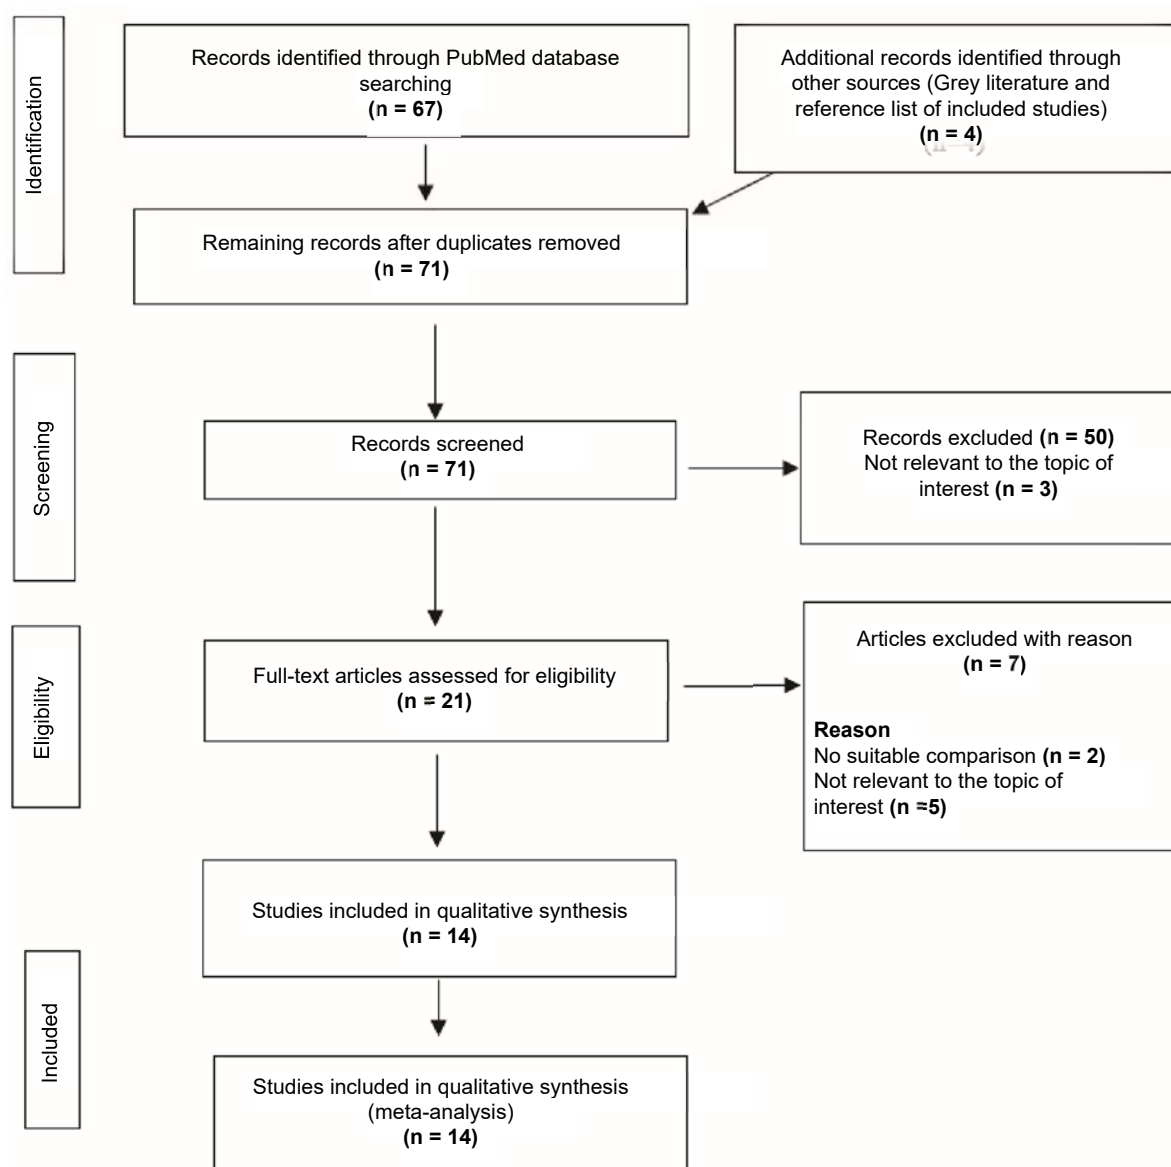 Identification
Records identified through PubMed database
searching
(n = 67)
Additional records identified through
other sources (Grey literature and
reference list of included studies)
(n = 4)
Remaining records after duplicates removed
(n = 71)
Screening
Records screened
(n = 71)
Records excluded (n = 50)
Not relevant to the topic of
interest (n = 3)
Eligibility
Full-text articles assessed for eligibility
(n = 21)
Articles excluded with reason
(n = 7)
Reason
No suitable comparison (n = 2)
Not relevant to the topic of
interest (n =5)
Included
Studies included in qualitative synthesis
(n = 14)
Studies included in qualitative synthesis
(meta-analysis)
(n = 14)